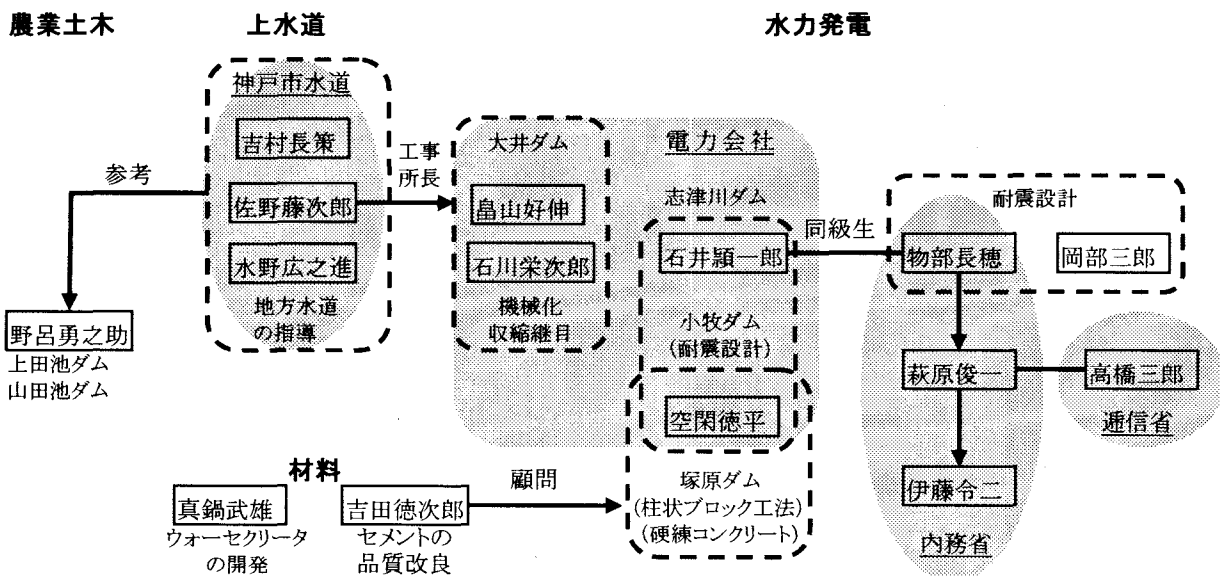 農業土木
上水道
水力発電
神戸市水道
吉村長策
佐野藤次郎
水野広之進
地方水道
の指導
参考
野呂勇之助
上田池ダム
山田池ダム
工事
所長
大井ダム
畠山好伸
石川栄次郎
機械化
収縮継目
電力会社
志津川ダム
石井頴一郎
小牧ダム
(耐震設計)
空閑徳平
塚原ダム
(柱状ブロック工法)
(硬練コンクリート)
同級生
耐震設計
物部長穂
岡部三郎
萩原俊一
高橋三郎
逓信省
伊藤令二
内務省
材料
真鍋武雄
ウォーセクリータ
の開発
吉田徳次郎
セメントの
品質改良
顧問